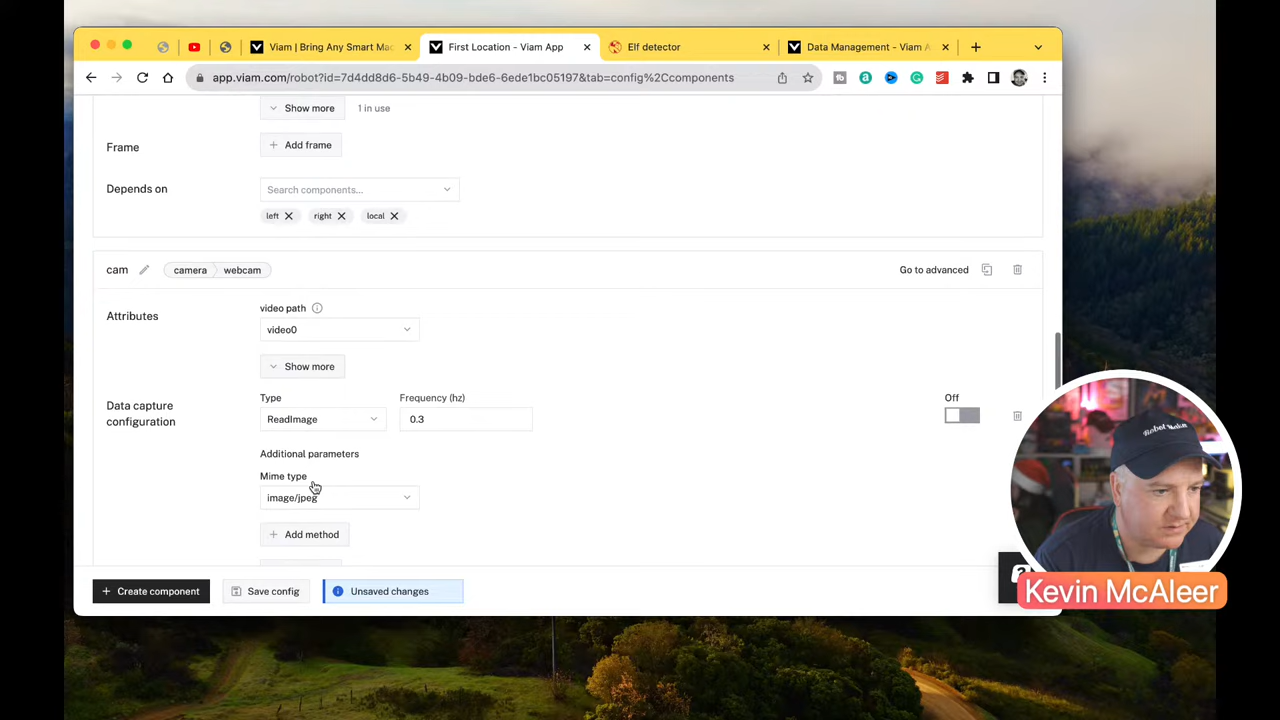 Viam | Bring Any Smart Ma
First Location - Viam App
Elf detector
Data Management - Viam A
app.viam.com/robot?id=7d4dd8d6-5b49-4b09-bde6-6ede1bc05197&tab=config%2Ccomponents
Show more
1 in use
Frame
Add frame
Depends on
Search components...
left
right
local
cam
camera
webcam
Go to advanced
Attributes
video path
video0
Show more
Data capture
configuration
Type
Frequency (hz)
Off
ReadImage
0.3
Additional parameters
Mime type
image/jpeg
Add method
Create component
Save config
Unsaved changes
Kevin McAleer